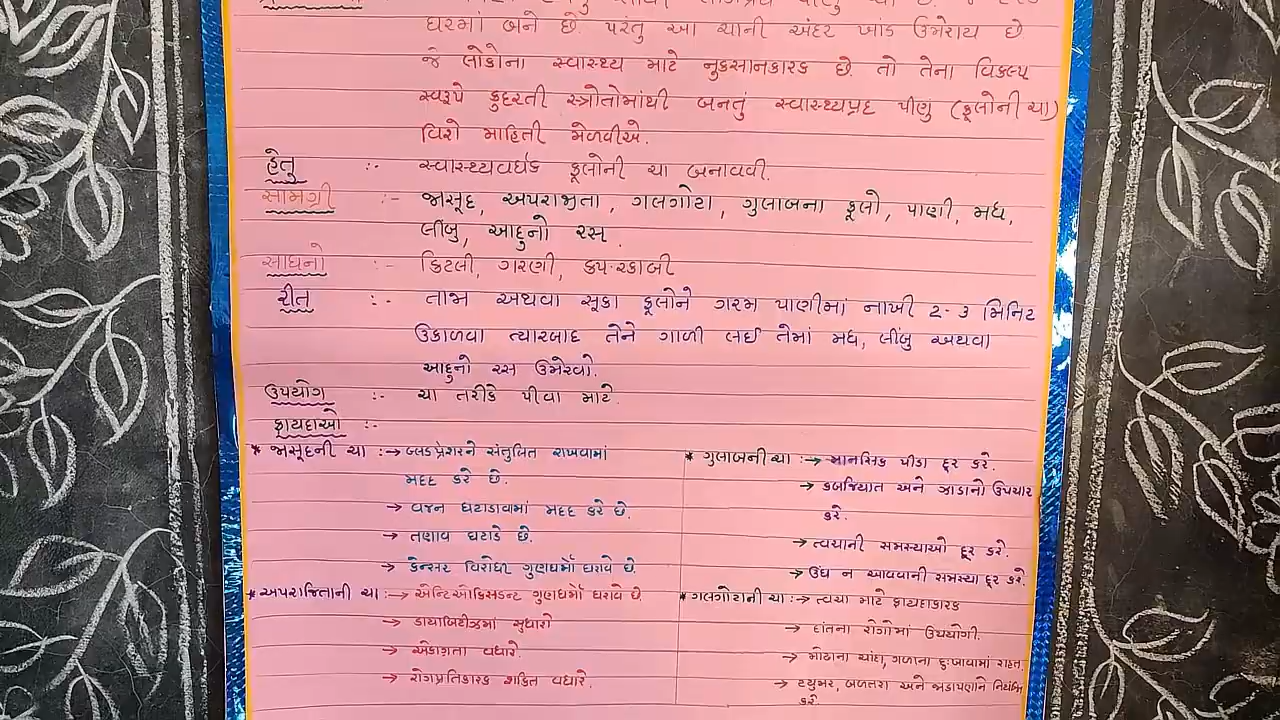 ઘરમાં બને છે. પરંતુ આ ચાની અંદર ખાંડ ઉમેરાય છે
જે લોકોના સ્વાસ્થ્ય માટે નુકસાનકારક છે. તો તેના વિકલ્પ
સ્વરૂપે કુદરતી સ્ત્રોતોમાંથી બનતું સ્વાસ્થ્યપ્રદ પીણું (ફૂલોની ચા)
વિશે માહિતી મેળવીએ.
હેતુ :- સ્વાસ્થ્યવર્ધક ફૂલોની ચા બનાવવી.
સામગ્રી :- જાસૂદ, અપરાજીતા, ગલગોટા, ગુલાબના ફૂલો, પાણી, મધ,
લીંબુ, આદુનો રસ.
સાધનો :- કિટલી, ગરણી, કપ-રકાબી
રીત :- તાજા અથવા સૂકા ફૂલોને ગરમ પાણીમાં નાખી 2-3 મિનિટ
ઉકાળવા ત્યારબાદ તેને ગાળી લઈ તેમાં મધ, લીંબુ અથવા
આદુનો રસ ઉમેરવો.
ઉપયોગ :- ચા તરીકે પીવા માટે.
ફાયદાઓ :-
* જાસૂદની ચા :→ બ્લડપ્રેશરને સંતુલિત રાખવામાં
મદદ કરે છે.
→ વજન ઘટાડાવામાં મદદ કરે છે.
→ તણાવ ઘટાડે છે.
→ કેન્સર વિરોધી ગુણધર્મો ધરાવે છે.
* ગુલાબની ચા :→ માનસિક પીડા દૂર કરે.
→ કબજિયાત અને ઝાડાનો ઉપચાર
કરે.
→ ત્વચાની સમસ્યાઓ દૂર કરે.
→ ઉંઘ ન આવવાની સમસ્યા દૂર કરે.
* અપરાજિતાની ચા :→ એન્ટિઓક્સિડન્ટ ગુણધર્મો ધરાવે છે
→ ડાયાબિટીઝમાં સુધારો
→ એકાગ્રતા વધારે.
→ રોગપ્રતિકારક શક્તિ વધારે.
* ગલગોટાની ચા :→ ત્વચા માટે ફાયદાકારક
→ દાંતના રોગોમાં ઉપયોગી.
→ મોઢાના ચાંદા, ગળાના દુઃખાવામાં રાહત.
→ ટ્યુમર, બળતરા અને જાડાપણાને નિયંત્રિત
કરે.